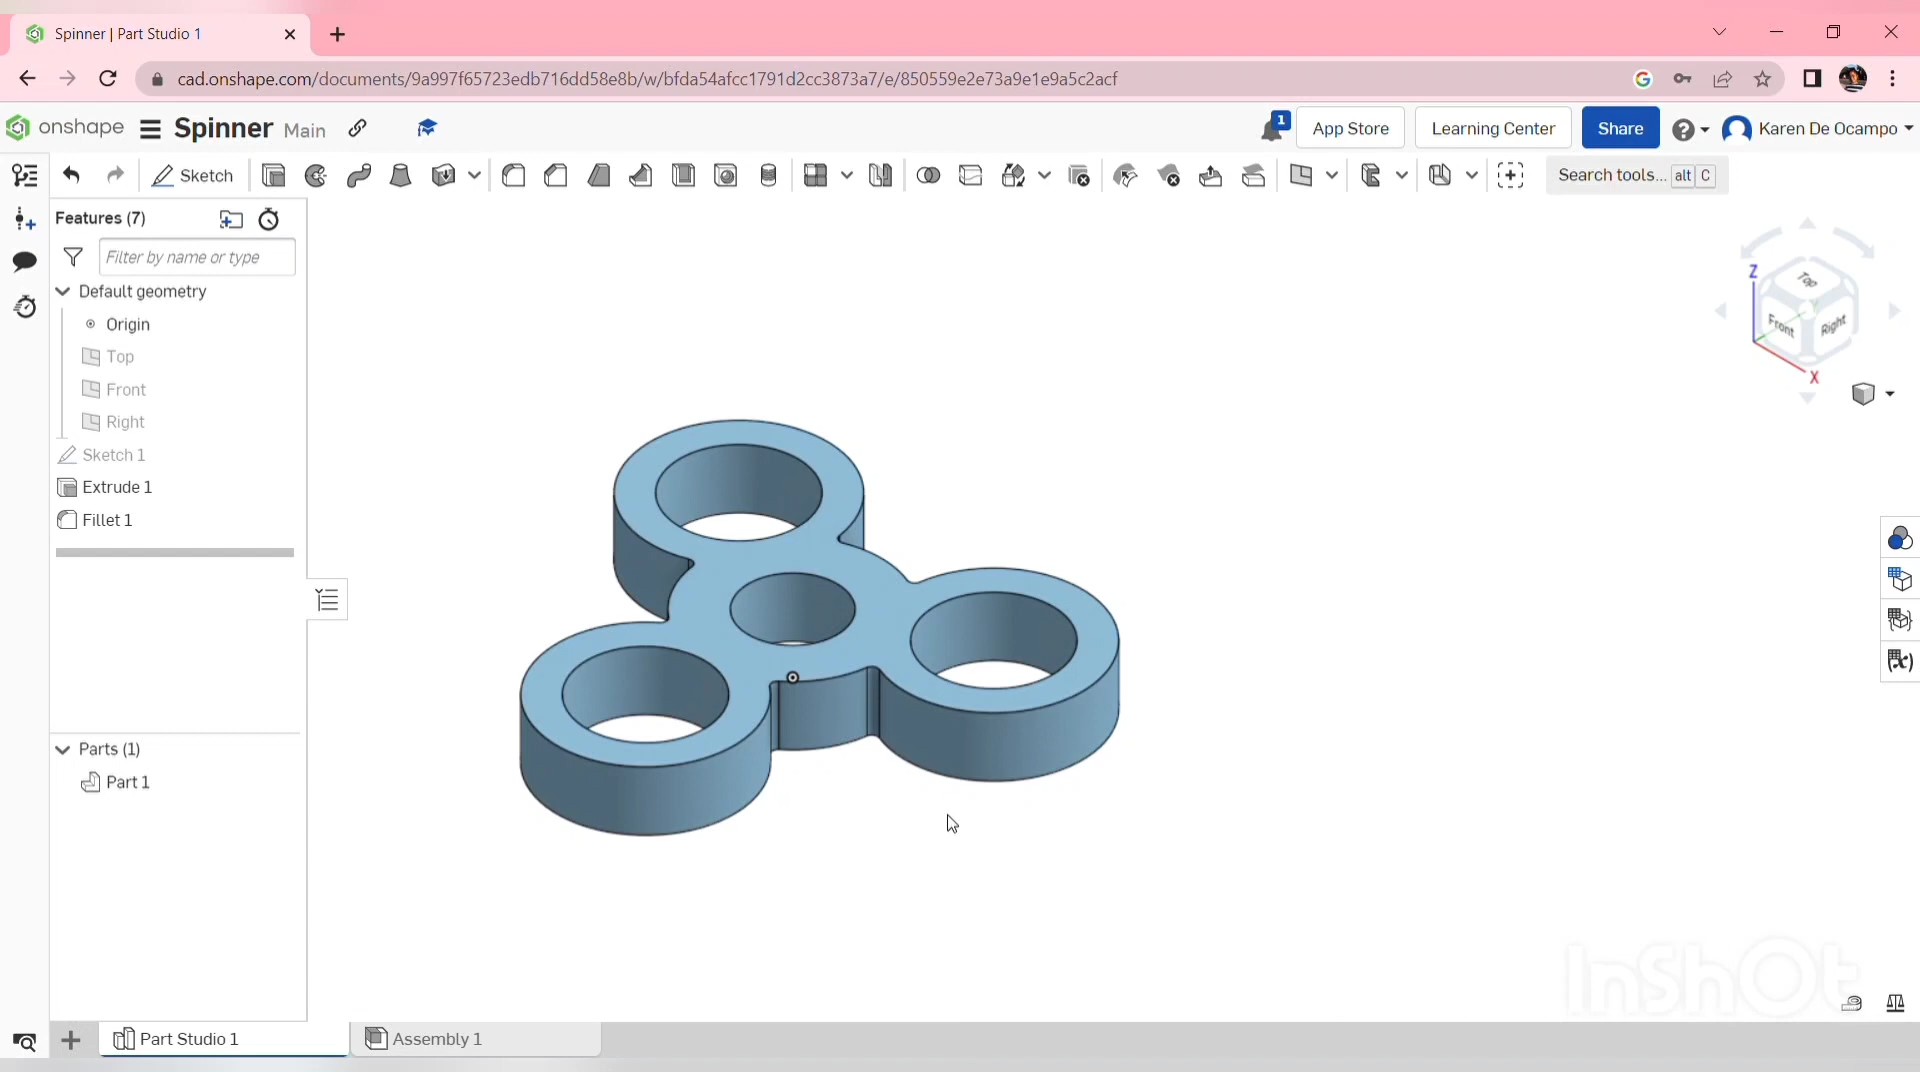 Spinner | Part Studio 1
cad.onshape.com/documents/9a997f65723edb716dd58e8b/w/bfda54afcc1791d2cc3873a7/e/850559e2e73a9e1e9a5c2acf
onshape Spinner Main 1 App Store Learning Center Share Karen De Ocampo
Sketch Search tools... alt C
Features (7)
Filter by name or type
Default geometry
Origin
Top
Front
Right
Sketch 1
Extrude 1
Fillet 1
Parts (1)
Part 1
Z
Top
Front
Right
X
InShOt
Part Studio 1 Assembly 1